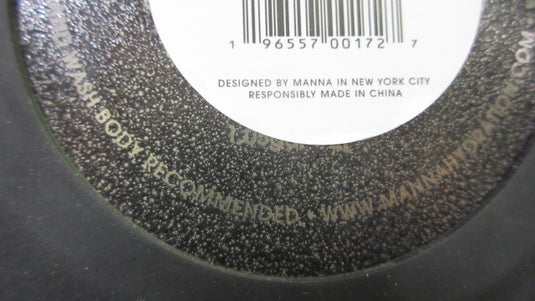 1 96557 00172 7
DESIGNED BY MANNA IN NEW YORK CITY
RESPONSIBLY MADE IN CHINA
WASH BODY RECOMMENDED. • WWW.MANNAHYDRATION.COM